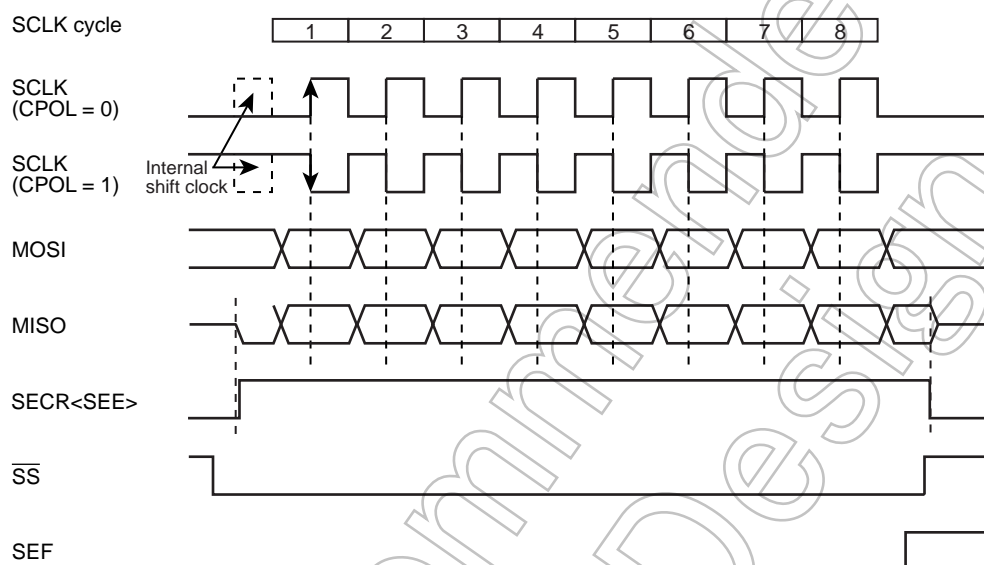 SCLK cycle
1 2 3 4 5 6 7 8
SCLK
(CPOL = 0)
SCLK
(CPOL = 1)
Internal
shift clock
MOSI
MISO
SECR<SEE>
SS
SEF